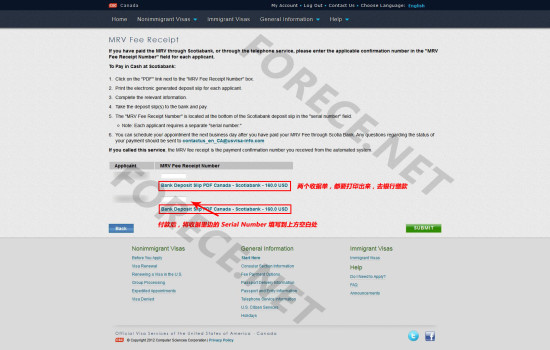 Canada My Account • Log Out • Contact Us • Choose Language: English
Home Nonimmigrant Visas Immigrant Visas General Information Help
MRV Fee Receipt
If you have paid the MRV through Scotiabank, or through the telephone service, please enter the applicable confirmation number in the "MRV
Fee Receipt Number" field for each applicant.
To Pay in Cash at Scotiabank:
1. Click on the "PDF" link next to the "MRV Fee Receipt Number" box.
2. Print the electronic generated deposit slip for each applicant.
3. Complete the relevant information.
4. Take the deposit slip(s) to the bank and pay.
5. The "MRV Fee Receipt Number" is located at the bottom of the Scotiabank deposit slip in the "serial number" field.
Note: Each applicant requires a separate "serial number."
6. You can schedule your appointment the next business day after you have paid your MRV Fee through Scotia Bank. Any questions regarding the status
of your payment should be sent to contactus_en_CA@usvisa-info.com
If you called this service, the MRV fee receipt is the payment confirmation number you received from the automated system.
Applicant MRV Fee Receipt Number
Bank Deposit Slip PDF Canada - Scotiabank - 160.0 USD
两个收据单，都要打印出来，去银行缴款
Bank Deposit Slip PDF Canada - Scotiabank - 160.0 USD
付款后，将收据里边的 Serial Number 填写到上方空白处
Back SUBMIT
Nonimmigrant Visas General Information Immigrant Visas
Before You Apply Start Here
Visa Renewal Consular Section Information
Renewing a Visa in the U.S. Fee Payment Options Help
Group Processing Passport Delivery Information Do I Need to Apply?
Expedited appointments Passport and Entry Information FAQ
Visa Denied Telephone Service Information Announcements
U.S. Citizen Services
Holidays
Official Visa Services of the United States of America - Canada
© Copyright 2012 Computer Sciences Corporation | Privacy Policy
FOREGE.NET
FOREGE.NET
FOREGE.NET